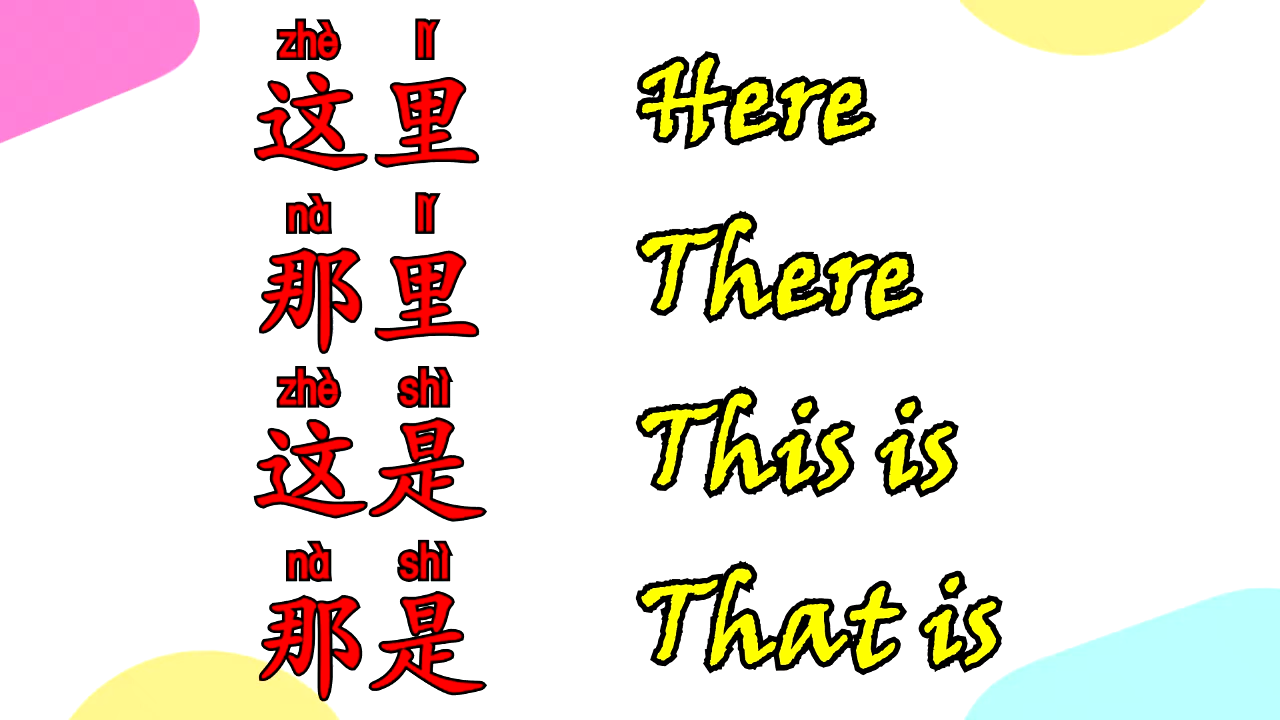 zhè lǐ
这里 Here
nà lǐ
那里 There
zhè shì
这是 This is
nà shì
那是 That is